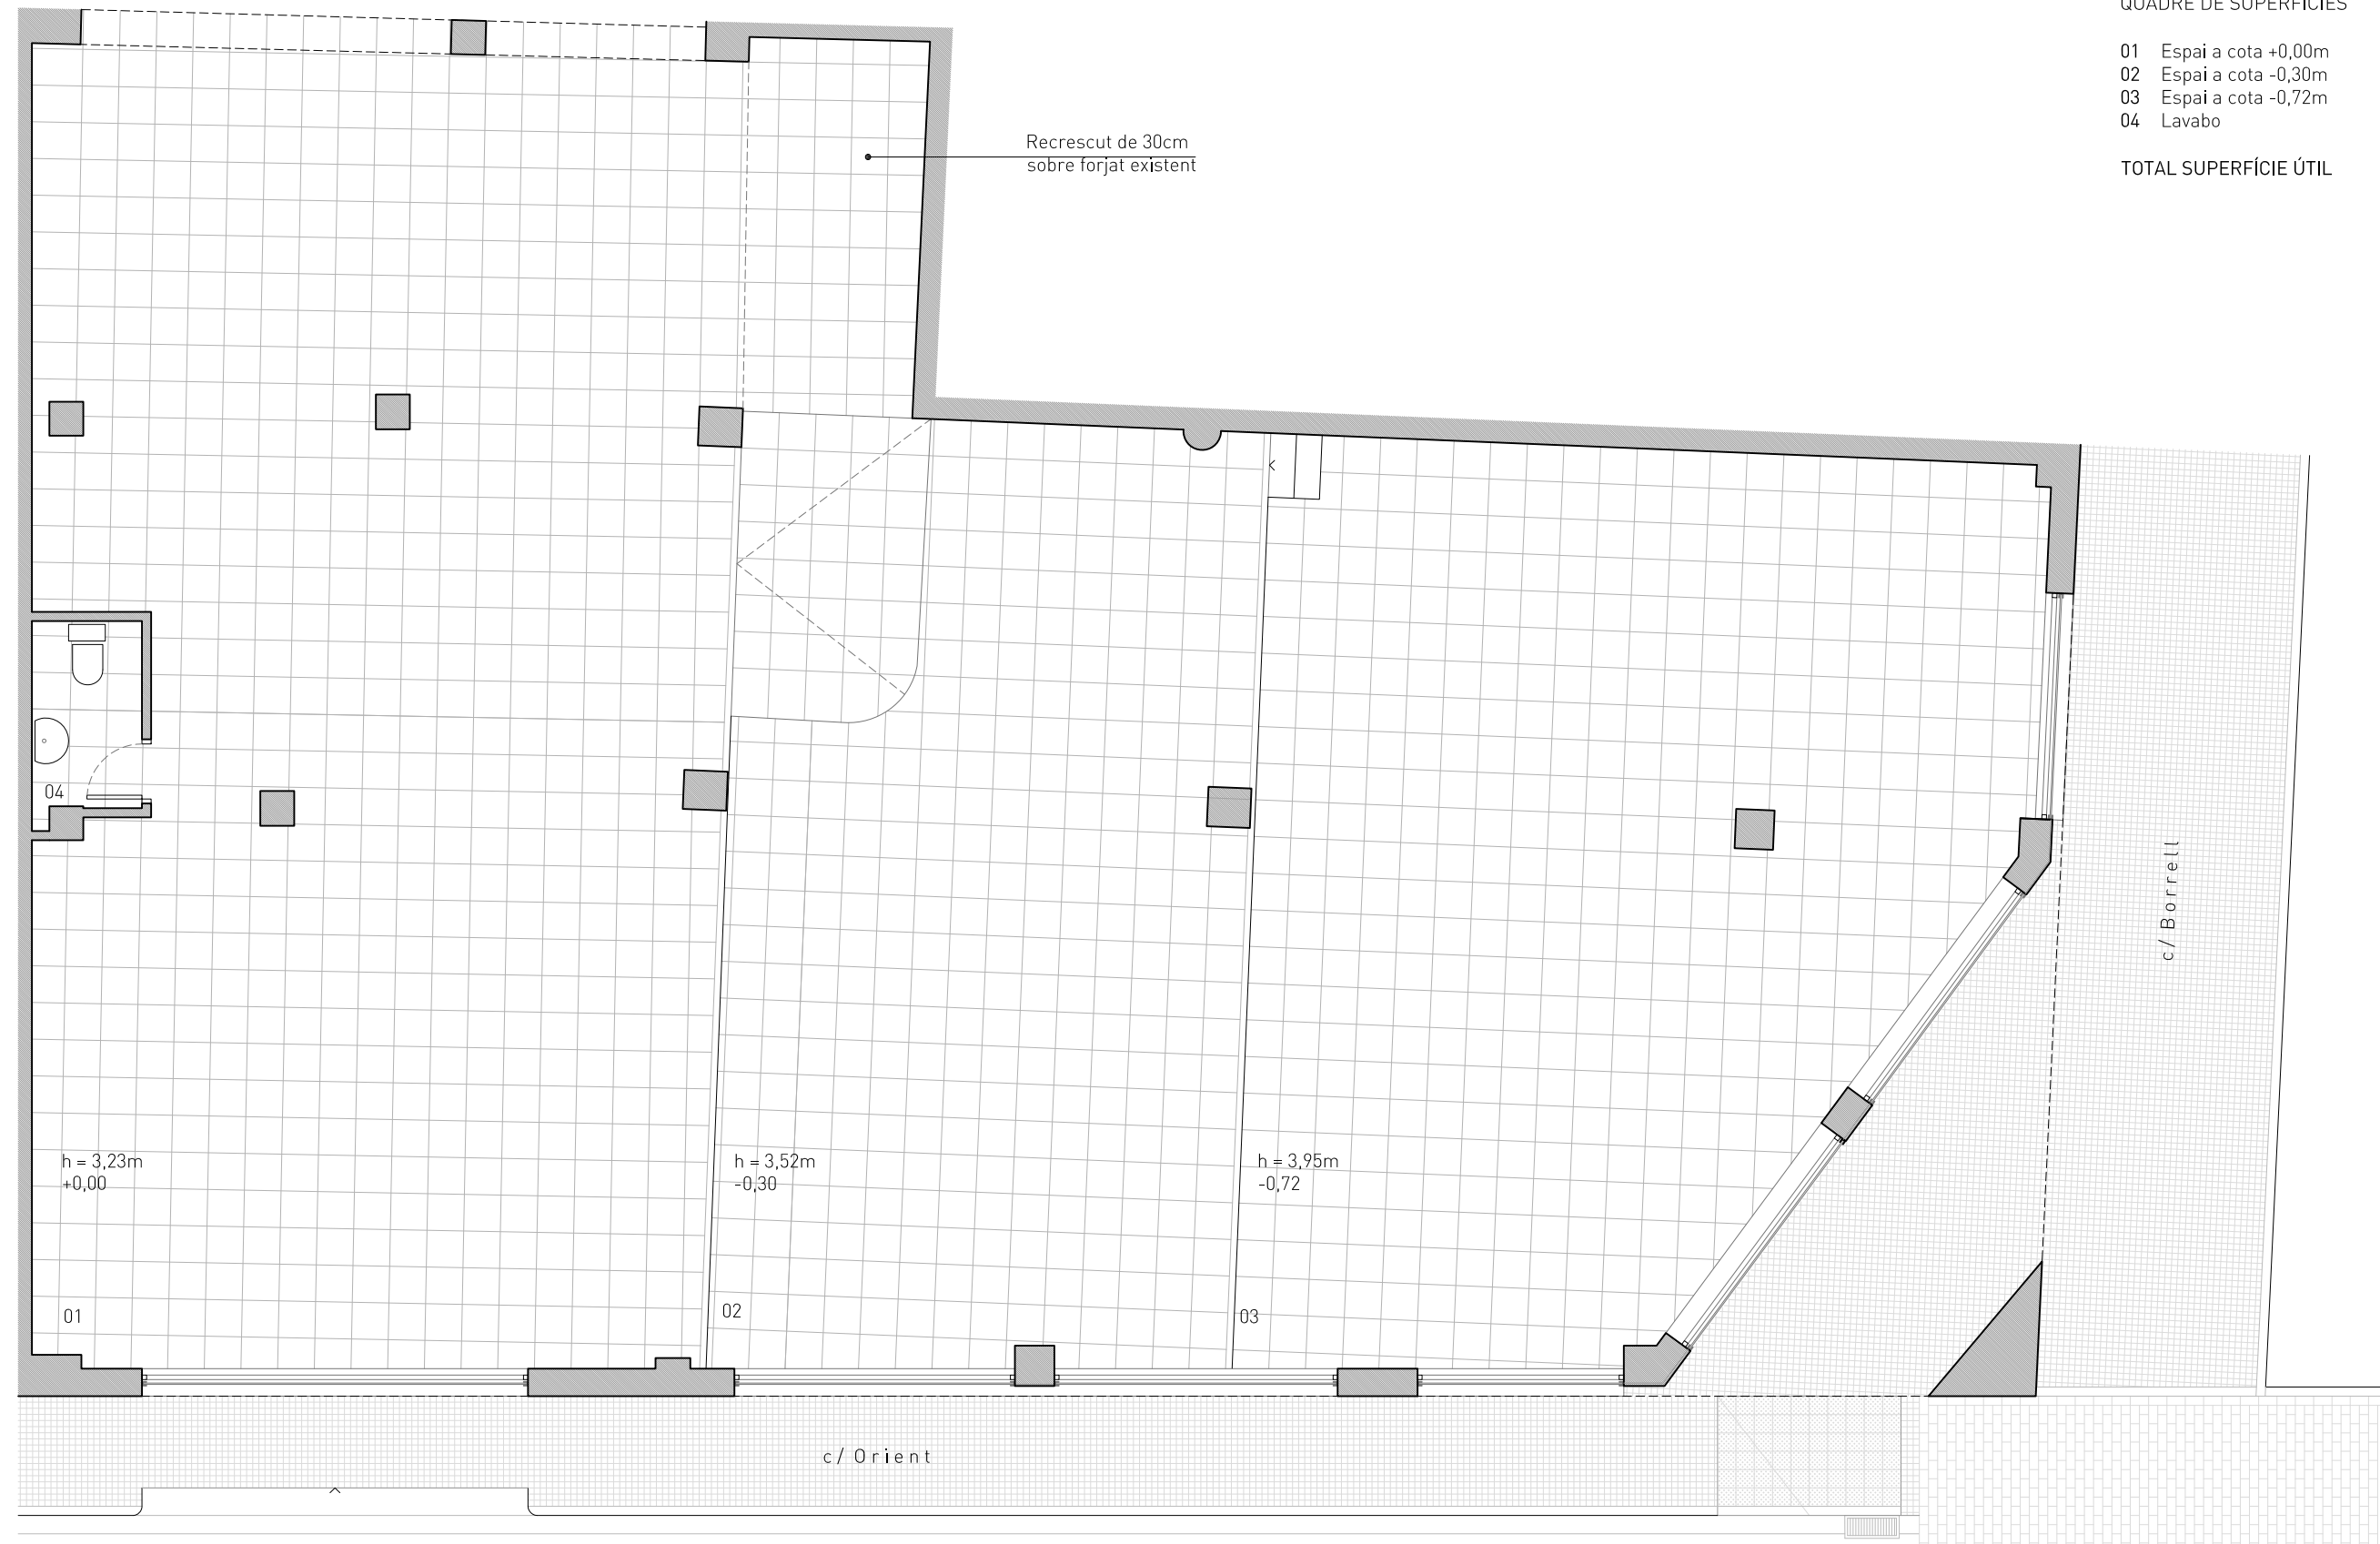 QUADRE DE SUPERFÍCIES
01 Espai a cota +0,00m
02 Espai a cota -0,30m
03 Espai a cota -0,72m
04 Lavabo
TOTAL SUPERFÍCIE ÚTIL
Recrescut de 30cm
sobre forjat existent
04
c/ Borrell
h = 3,23m
+0,00
h = 3,52m
-0,30
h = 3,95m
-0,72
01
02
03
c/ Orient